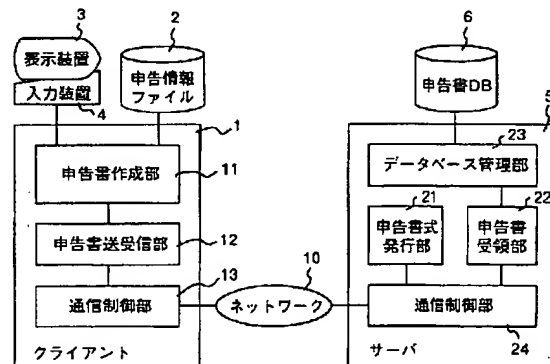 3
表示装置
入力装置
4
2
申告情報
ファイル
1
申告書作成部
11
申告書送受信部
12
13
通信制御部
クライアント
10
ネットワーク
6
申告書DB
5
23
データベース管理部
21
申告書式
発行部
22
申告書
受領部
通信制御部
24
サーバ